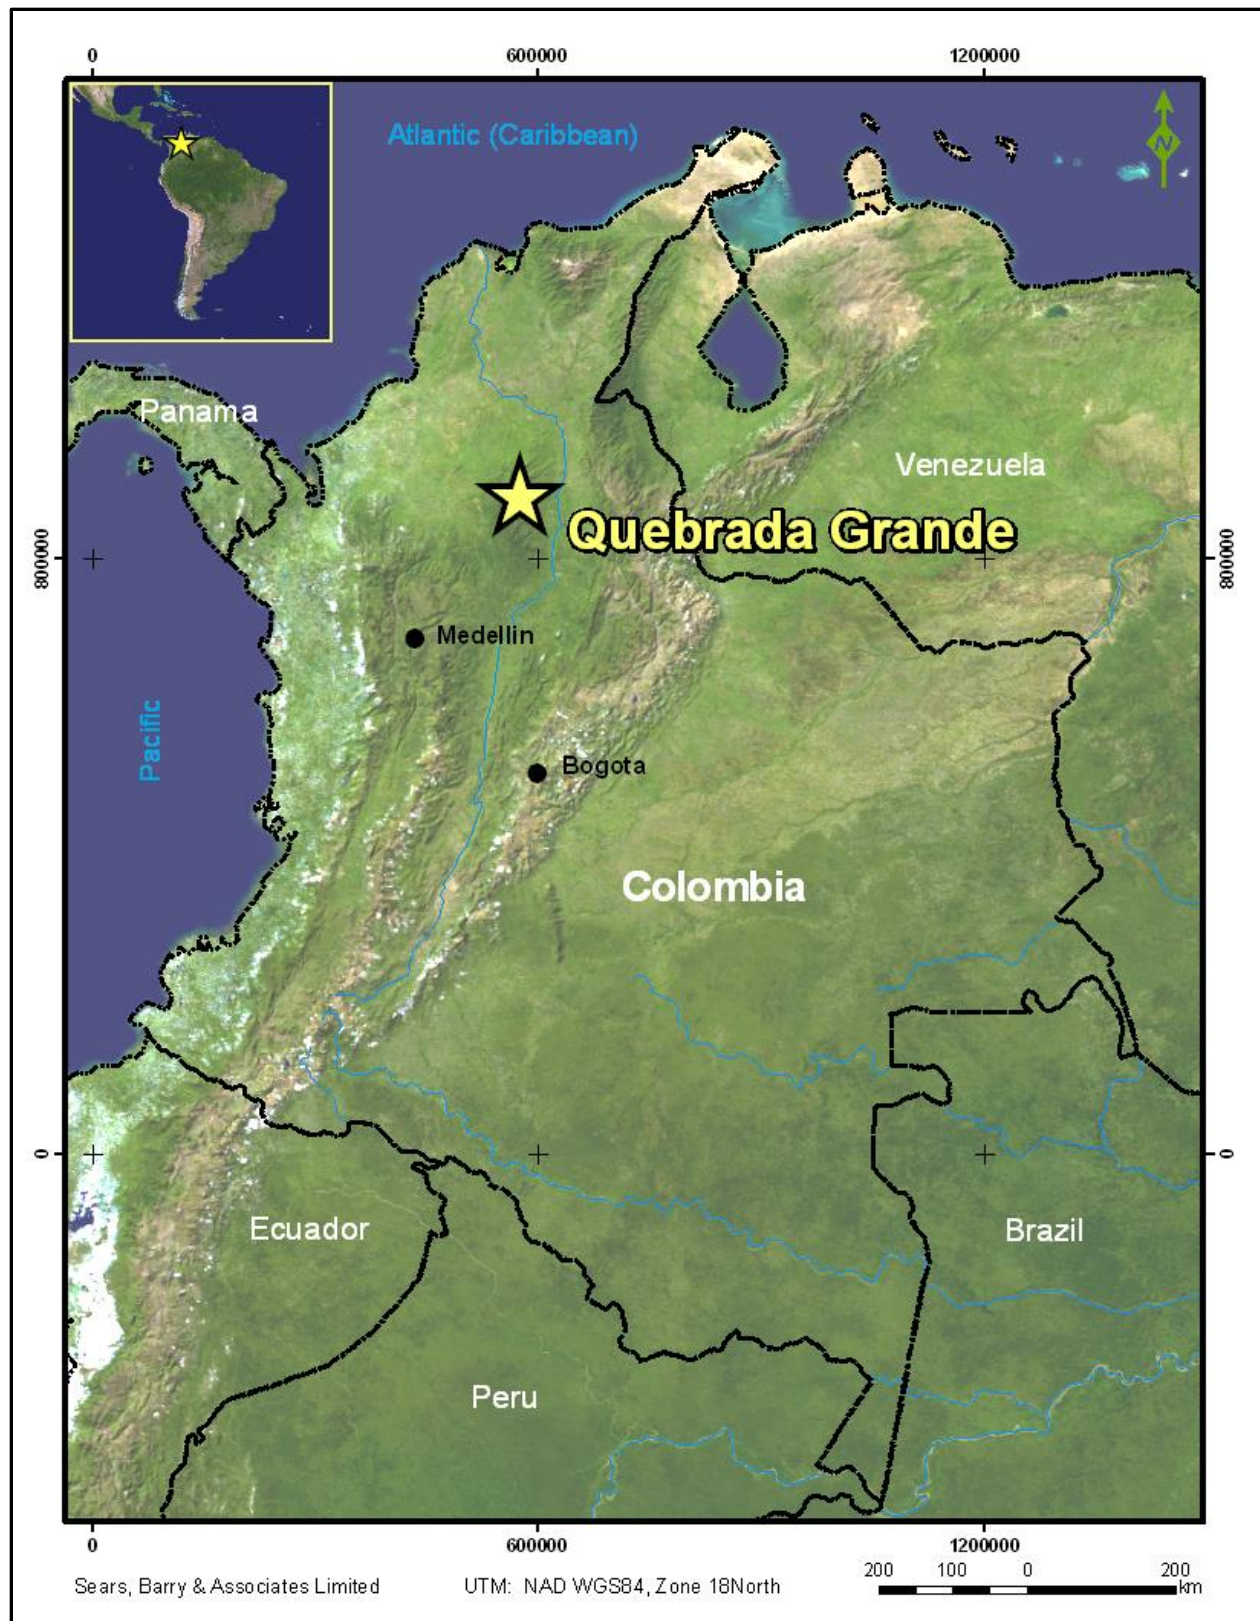 0 600000 1200000
Atlantic (Caribbean)
N
Panama
Venezuela
Quebrada Grande
800000 800000
Medellin
Pacific
Bogota
Colombia
0 0
Ecuador
Brazil
Peru
0 600000 1200000
Sears, Barry & Associates Limited UTM: NAD WGS84, Zone 18North 200 100 0 200
km